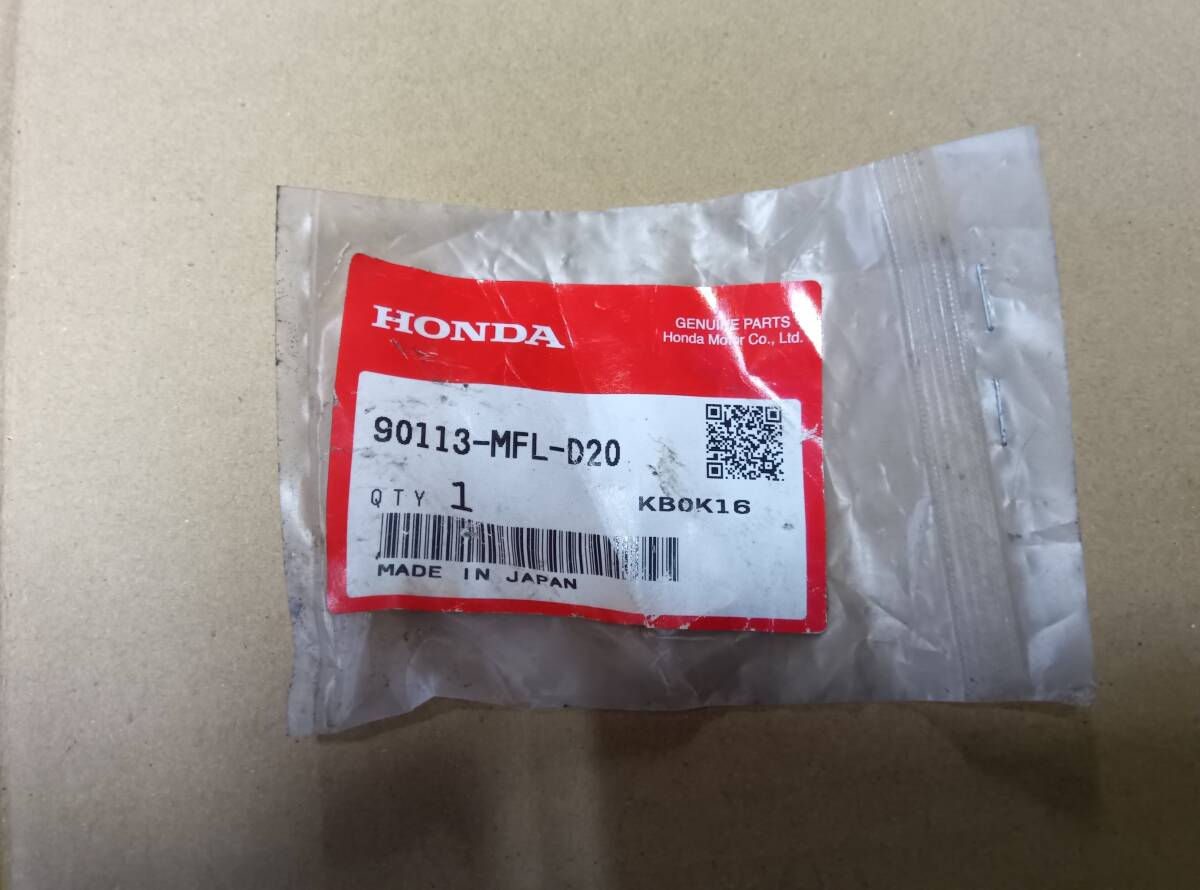 HONDA
GENUINE PARTS
Honda Motor Co., Ltd.
90113-MFL-D20
QTY 1
KB0K16
MADE IN JAPAN